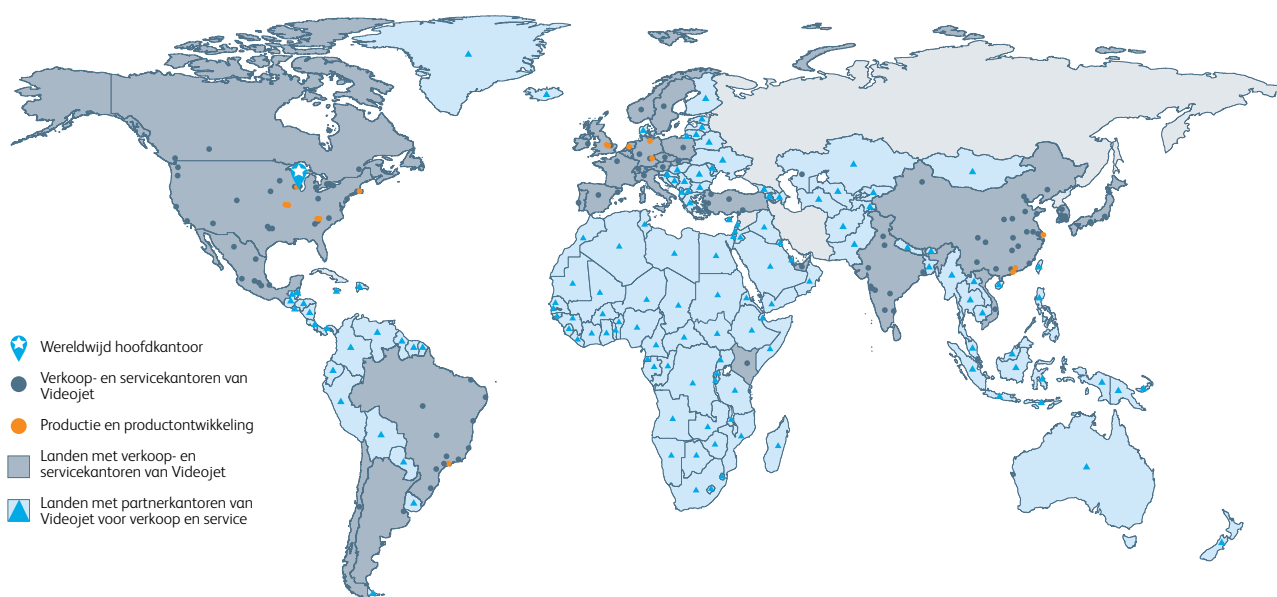 Wereldwijd hoofdkantoor
Verkoop- en servicekantoren van
Videojet
Productie en productontwikkeling
Landen met verkoop- en
servicekantoren van Videojet
Landen met partnerkantoren van
Videojet voor verkoop en service